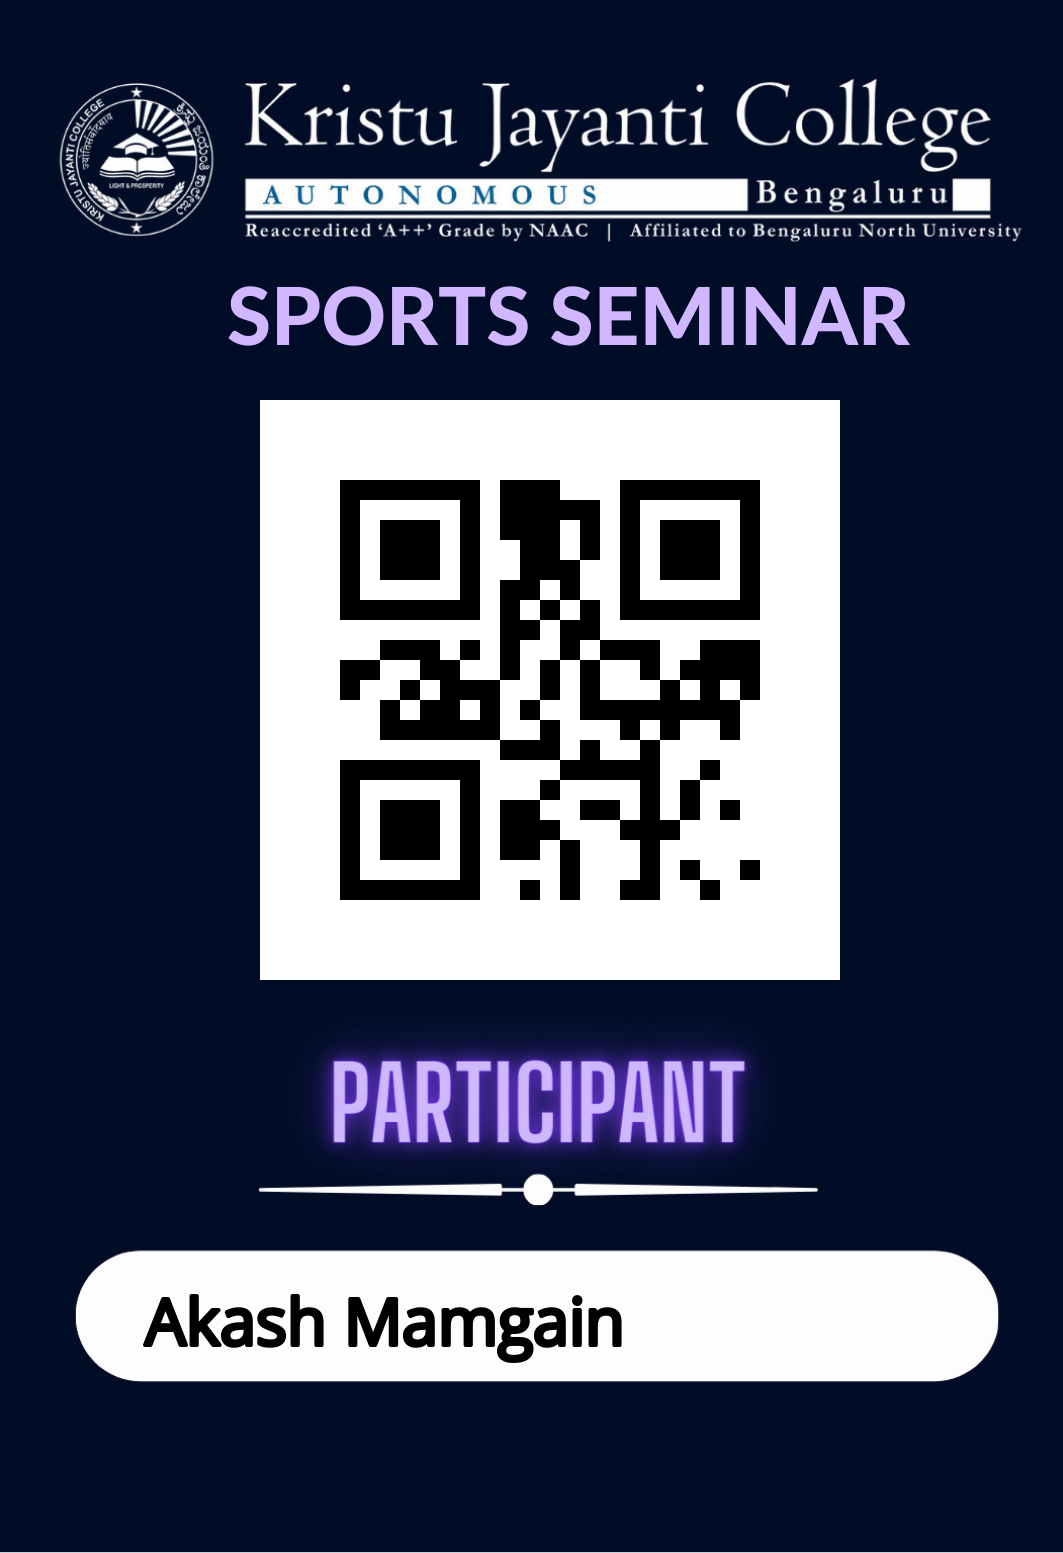 KRISTU JAYANTI COLLEGE
LIGHT & PROSPERITY
Kristu Jayanti College
AUTONOMOUS Bengaluru
Reaccredited ‘A++’ Grade by NAAC | Affiliated to Bengaluru North University
SPORTS SEMINAR
PARTICIPANT
Akash Mamgain